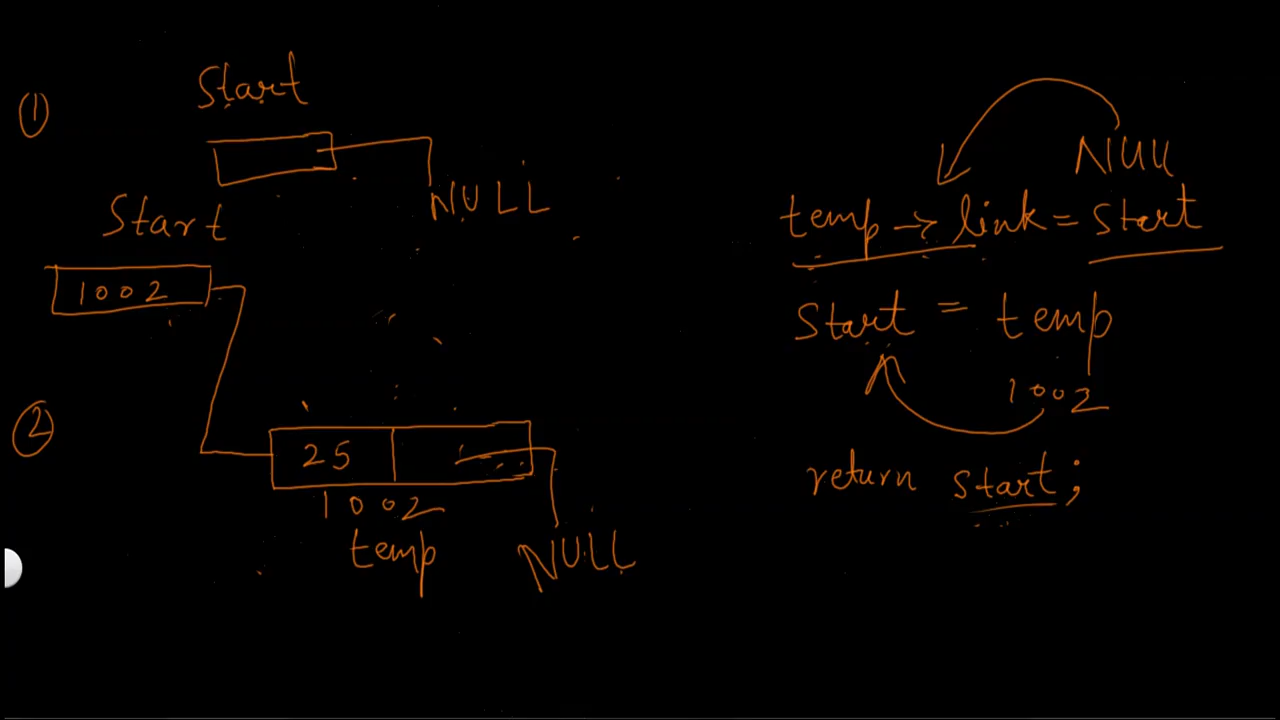 ①
Start
NULL
Start
1002
②
25
1002
temp
NULL
NULL
temp → link = start
Start = temp
1002
return start;